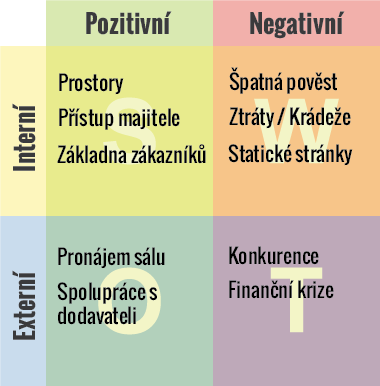 Pozitivní
Negativní
Interní
S
Prostory
Přístup majitele
Základna zákazníků
W
Špatná pověst
Ztráty / Krádeže
Statické stránky
Externí
O
Pronájem sálu
Spolupráce s
dodavateli
T
Konkurence
Finanční krize